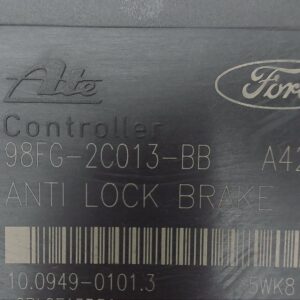 Ate Ford
Controller
98FG-2C013-BB A42
ANTI LOCK BRAKE
10.0949-0101.3 5WK8